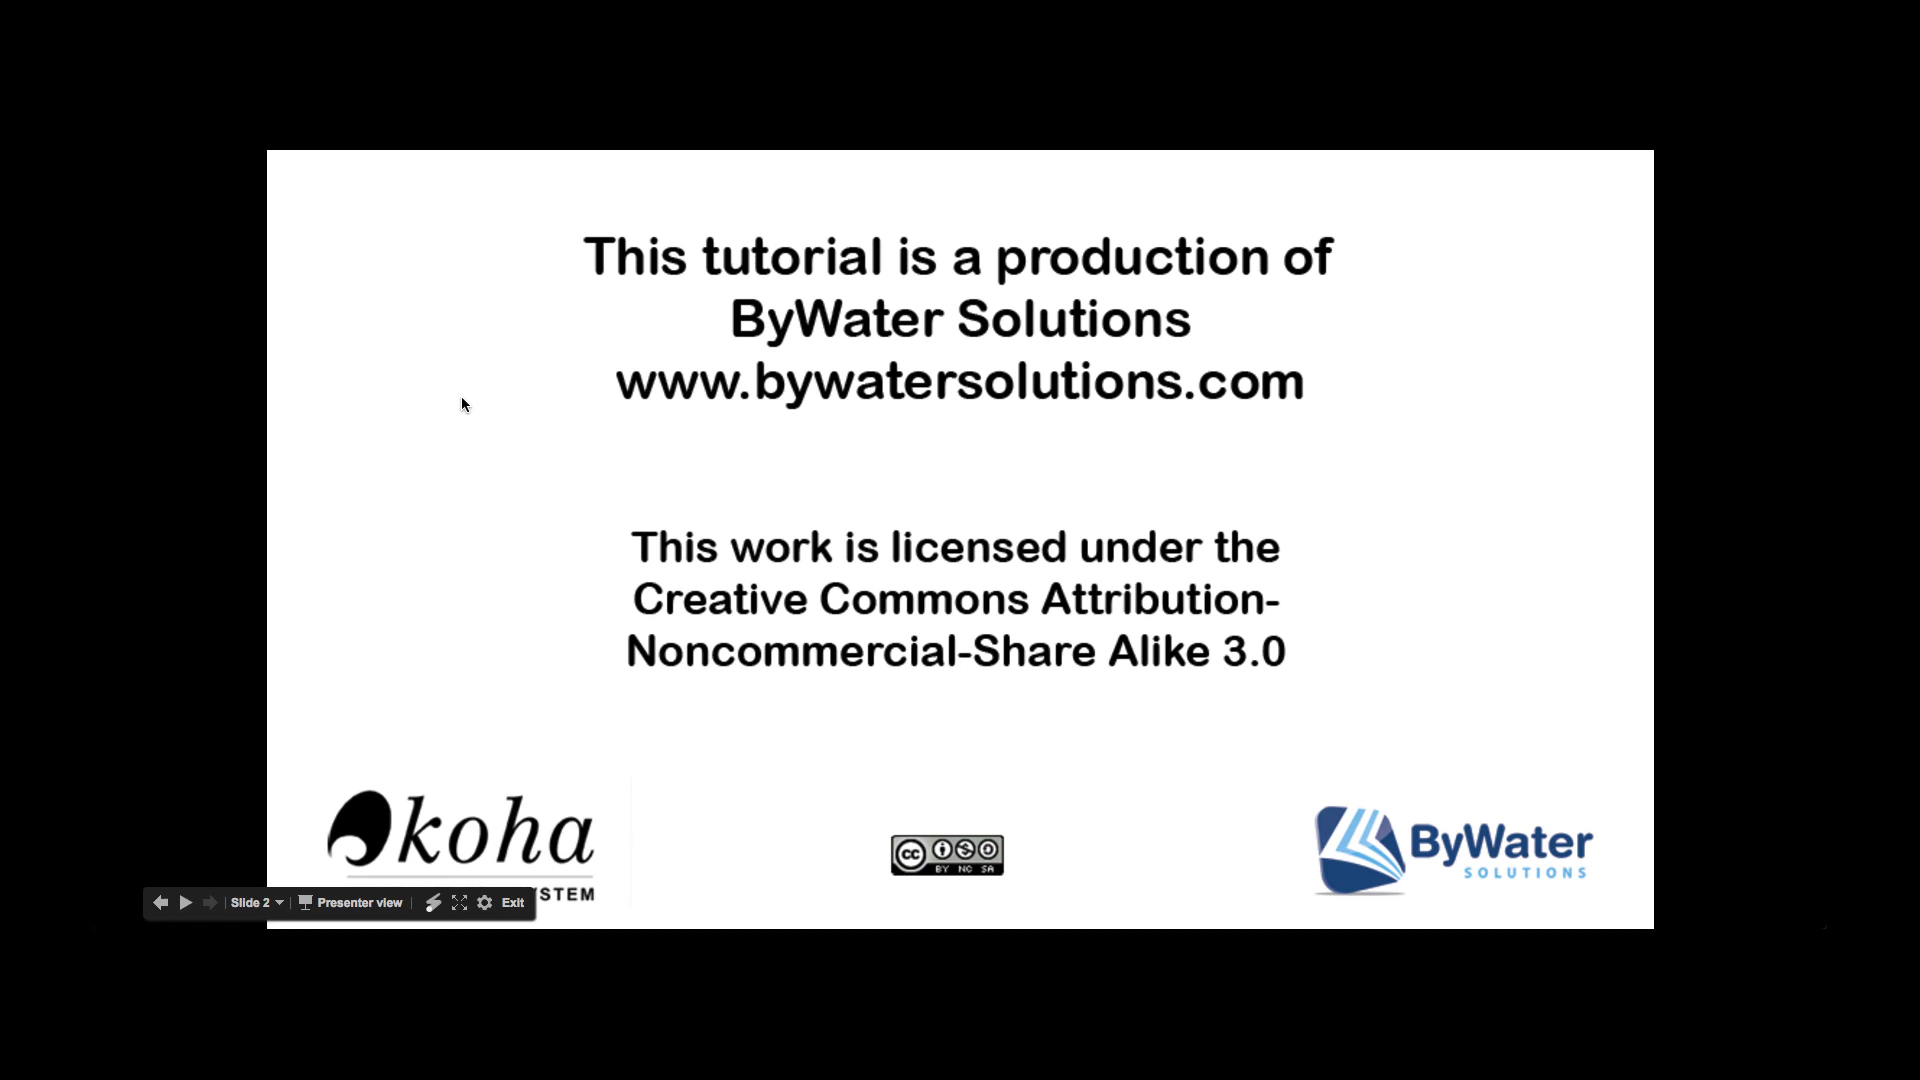 This tutorial is a production of
ByWater Solutions
www.bywatersolutions.com
This work is licensed under the
Creative Commons Attribution-
Noncommercial-Share Alike 3.0
koha
cc
BY NC SA
ByWater
SOLUTIONS
Slide 2
Presenter view
Exit